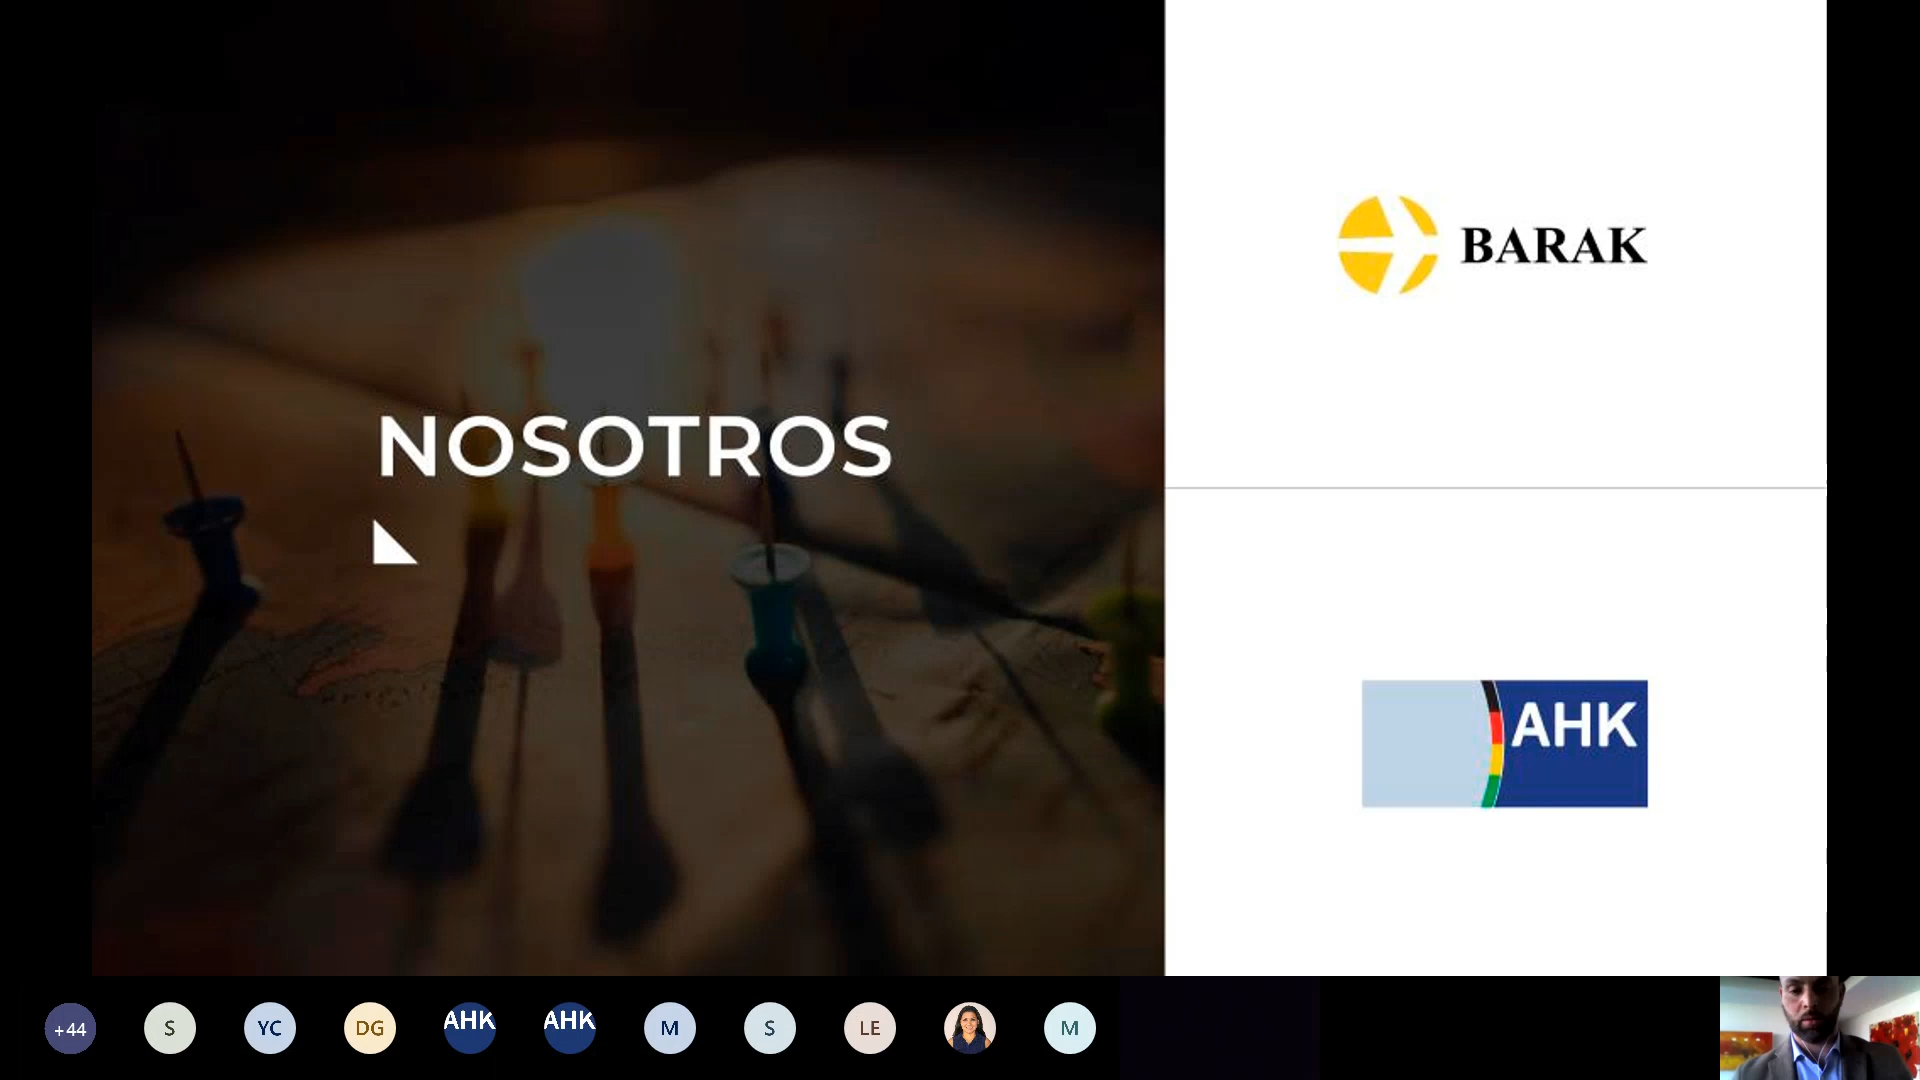 NOSOTROS
BARAK
AHK
+44
S
YC
DG
AHK
AHK
M
S
LE
M